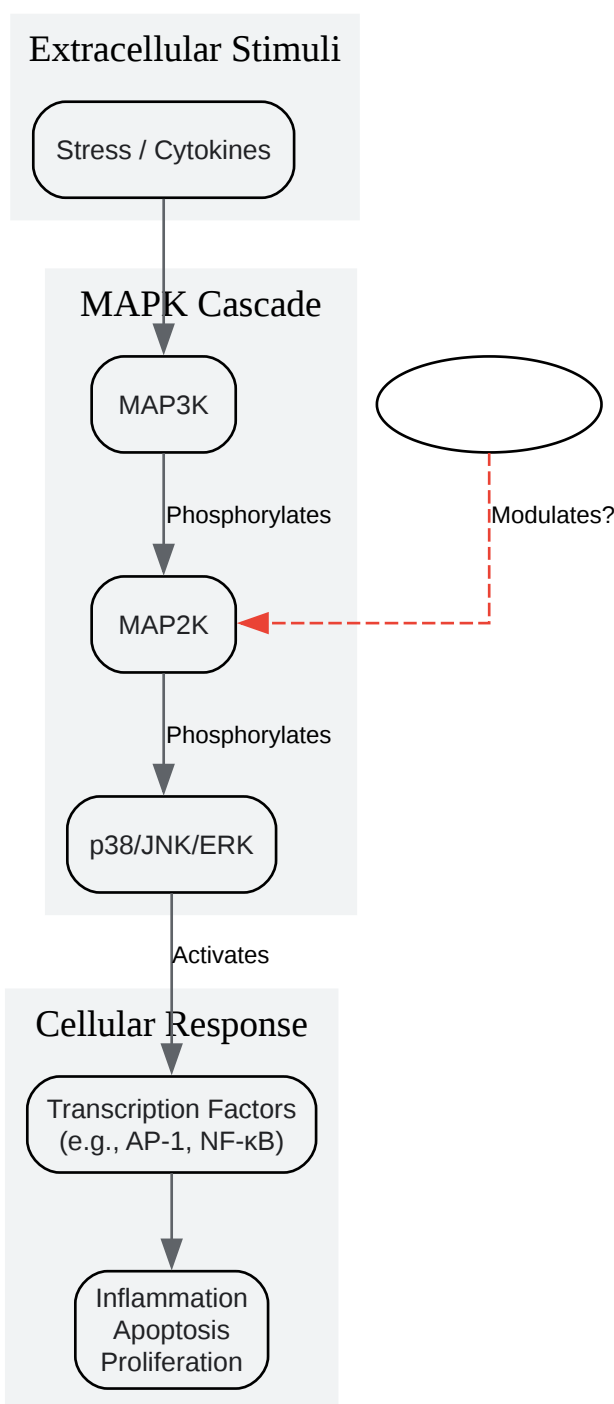 Extracellular Stimuli
Stress / Cytokines
MAPK Cascade
MAP3K
Phosphorylates
Modulates?
MAP2K
Phosphorylates
p38/JNK/ERK
Activates
Cellular Response
Transcription Factors
(e.g., AP-1, NF-κB)
Inflammation
Apoptosis
Proliferation